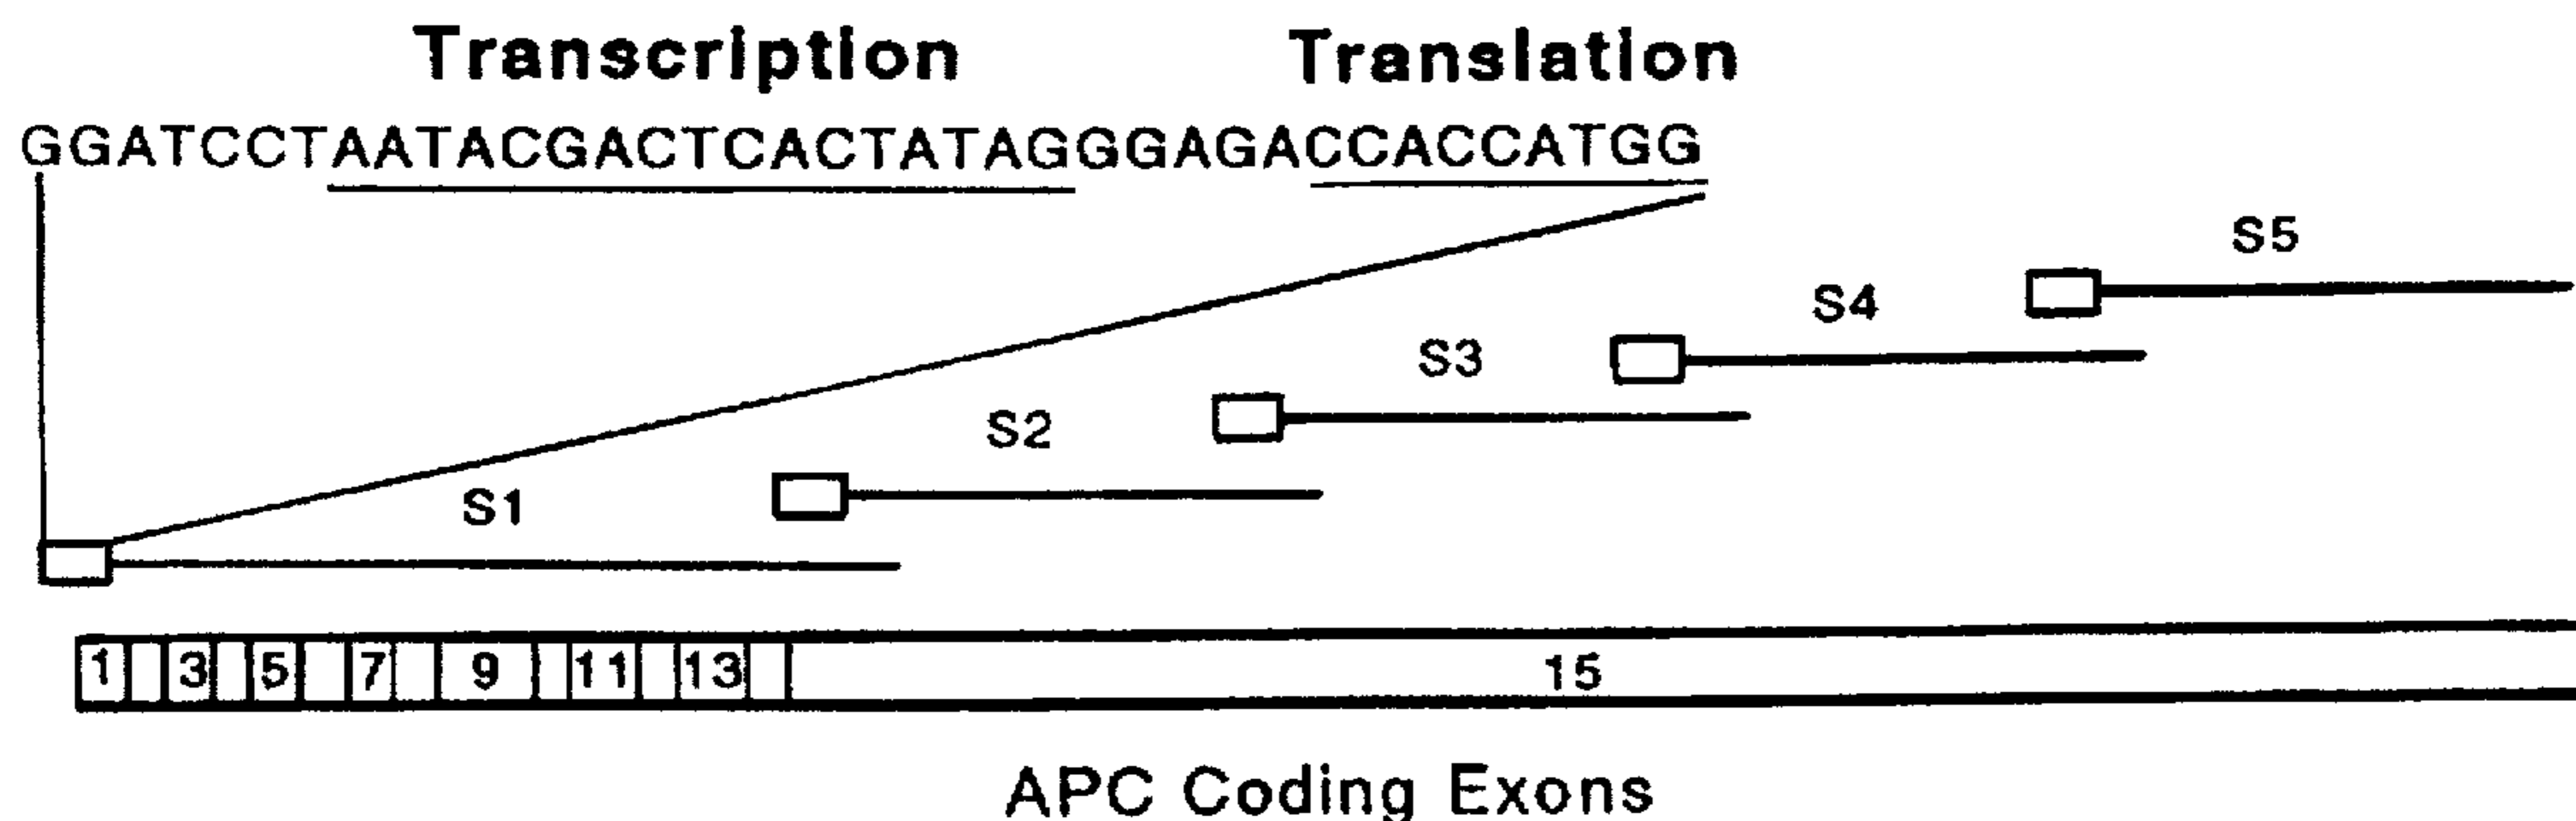 Transcription Translation
GGATCCTAATACGACTCACTATAGGGAGACCACCATGG
S5
S4
S3
S2
S1
1 3 5 7 9 11 13 15
APC Coding Exons